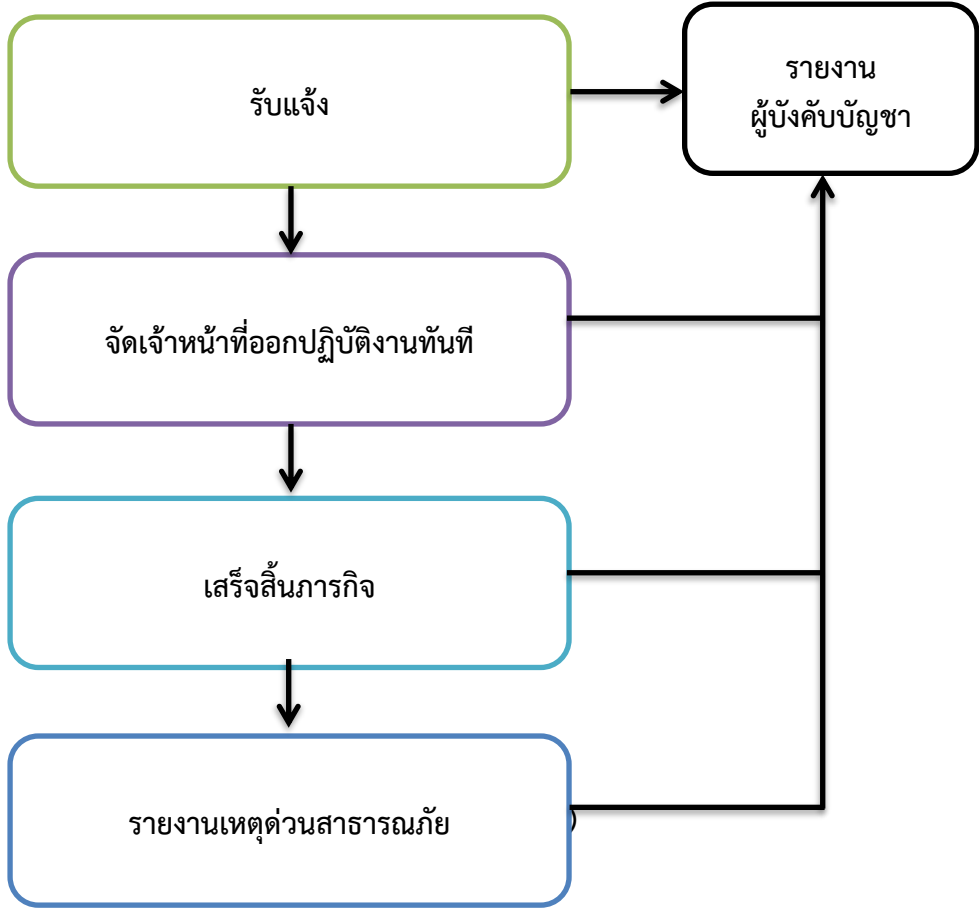 รับแจ้ง
รายงาน
ผู้บังคับบัญชา
จัดเจ้าหน้าที่ออกปฏิบัติงานทันที
เสร็จสิ้นภารกิจ
รายงานเหตุด่วนสาธารณภัย
)